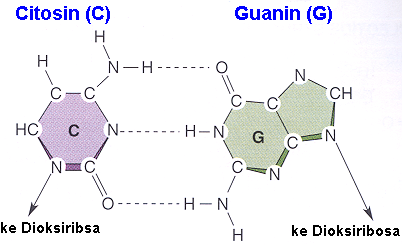 Citosin (C) Guanin (G)
H
H N H O
C C C N
HC C N H N G C CH
N C C N C N
O H N
H
ke Dioksiribsa ke Dioksiribosa